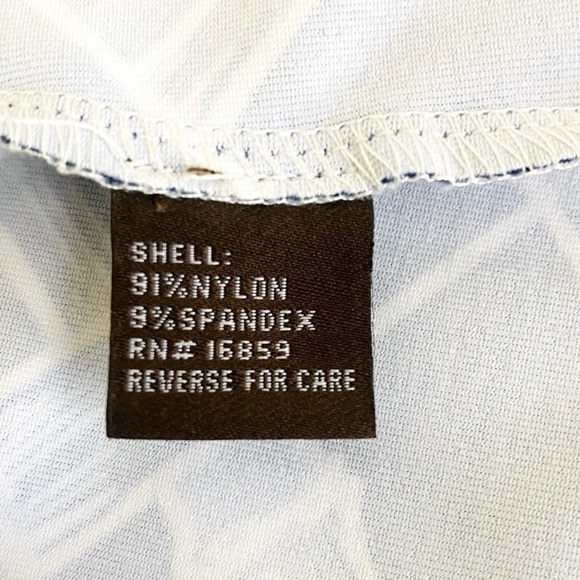 SHELL:
91%NYLON
9%SPANDEX
RN# 16859
REVERSE FOR CARE